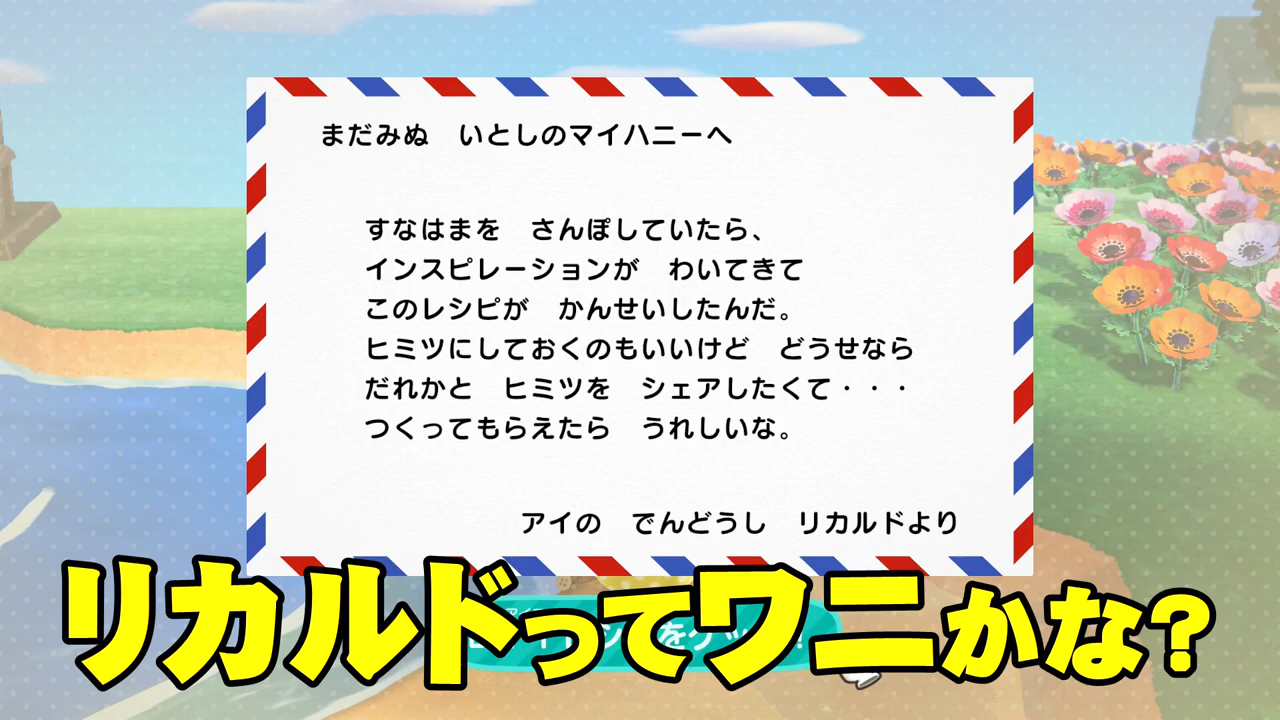 まだみぬ　いとしのマイハニーへ
すなはまを　さんぽしていたら、
インスピレーションが　わいてきて
このレシピが　かんせいしたんだ。
ヒミツにしておくのもいいけど　どうせなら
だれかと　ヒミツを　シェアしたくて・・・
つくってもらえたら　うれしいな。
アイの　でんどうし　リカルドより
リカルドってワニかな？